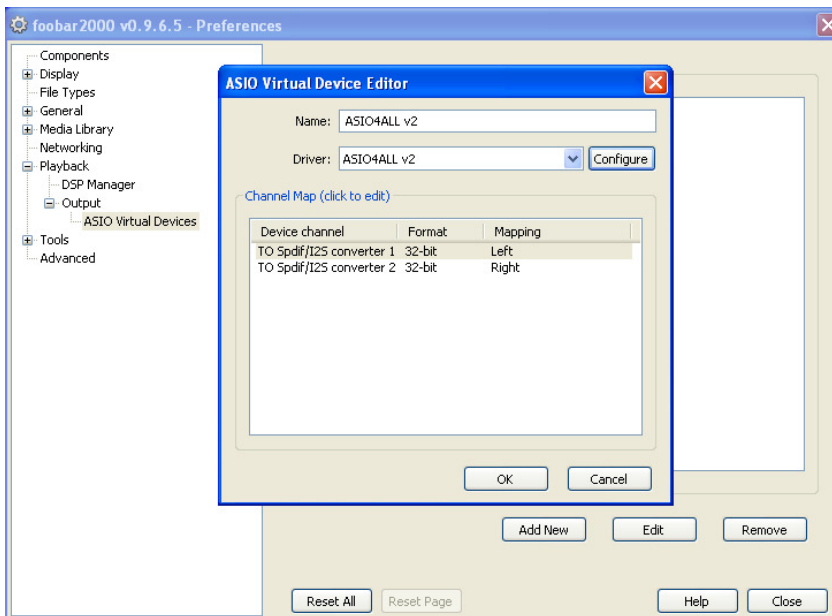 foobar2000 v0.9.6.5 - Preferences
Components
Display
File Types
General
Media Library
Networking
Playback
DSP Manager
Output
ASIO Virtual Devices
Tools
Advanced
ASIO Virtual Device Editor
Name: ASIO4ALL v2
Driver: ASIO4ALL v2 Configure
Channel Map (click to edit)
Device channel Format Mapping
TO Spdif/I2S converter 1 32-bit Left
TO Spdif/I2S converter 2 32-bit Right
OK Cancel
Add New Edit Remove
Reset All Reset Page Help Close